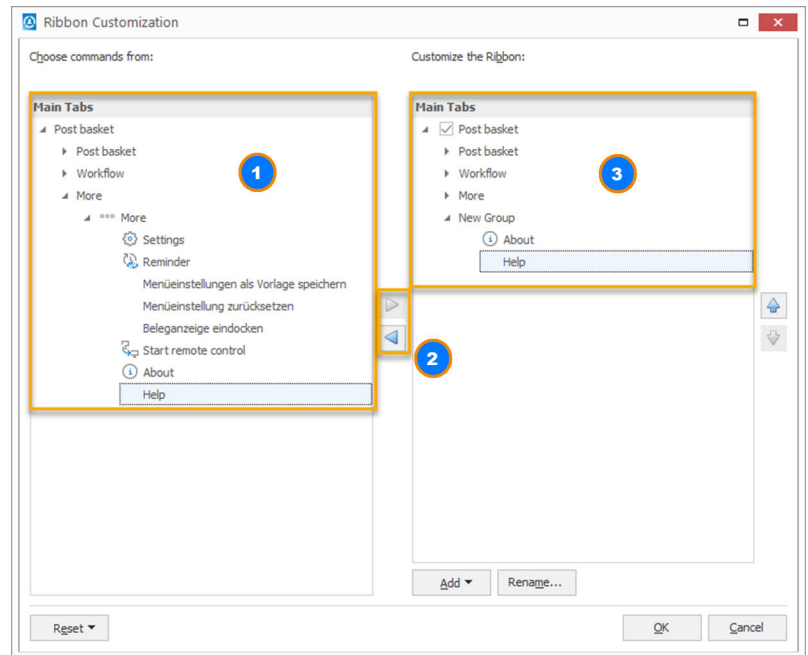 Ribbon Customization
Choose commands from:
Main Tabs
Post basket
Post basket
Workflow
1
More
More
Settings
Reminder
Menüeinstellungen als Vorlage speichern
Menüeinstellung zurücksetzen
Beleganzeige eindocken
Start remote control
About
Help
2
Customize the Ribbon:
Main Tabs
Post basket
Post basket
Workflow
3
More
New Group
About
Help
Add
Rename...
Reset
OK
Cancel